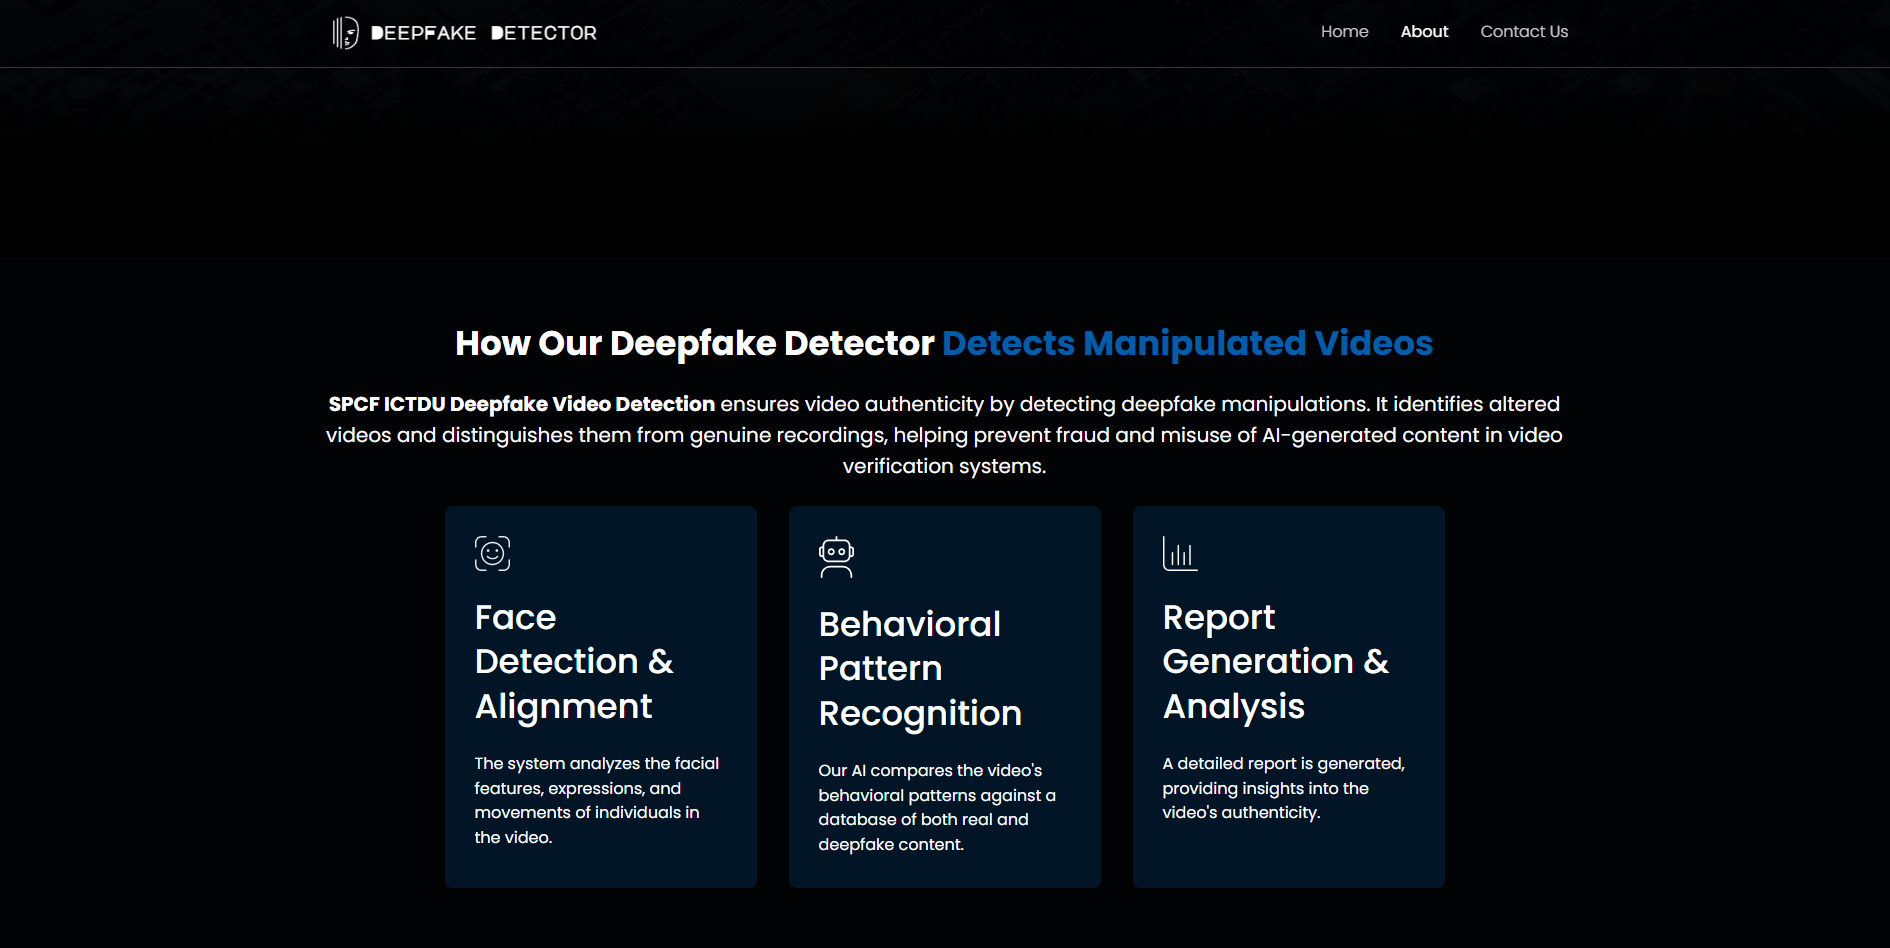 DEEPFAKE DETECTOR
Home About Contact Us
How Our Deepfake Detector Detects Manipulated Videos
SPCF ICTDU Deepfake Video Detection ensures video authenticity by detecting deepfake manipulations. It identifies altered
videos and distinguishes them from genuine recordings, helping prevent fraud and misuse of AI-generated content in video
verification systems.
Face
Detection &
Alignment
The system analyzes the facial
features, expressions, and
movements of individuals in
the video.
Behavioral
Pattern
Recognition
Our AI compares the video's
behavioral patterns against a
database of both real and
deepfake content.
Report
Generation &
Analysis
A detailed report is generated,
providing insights into the
video's authenticity.